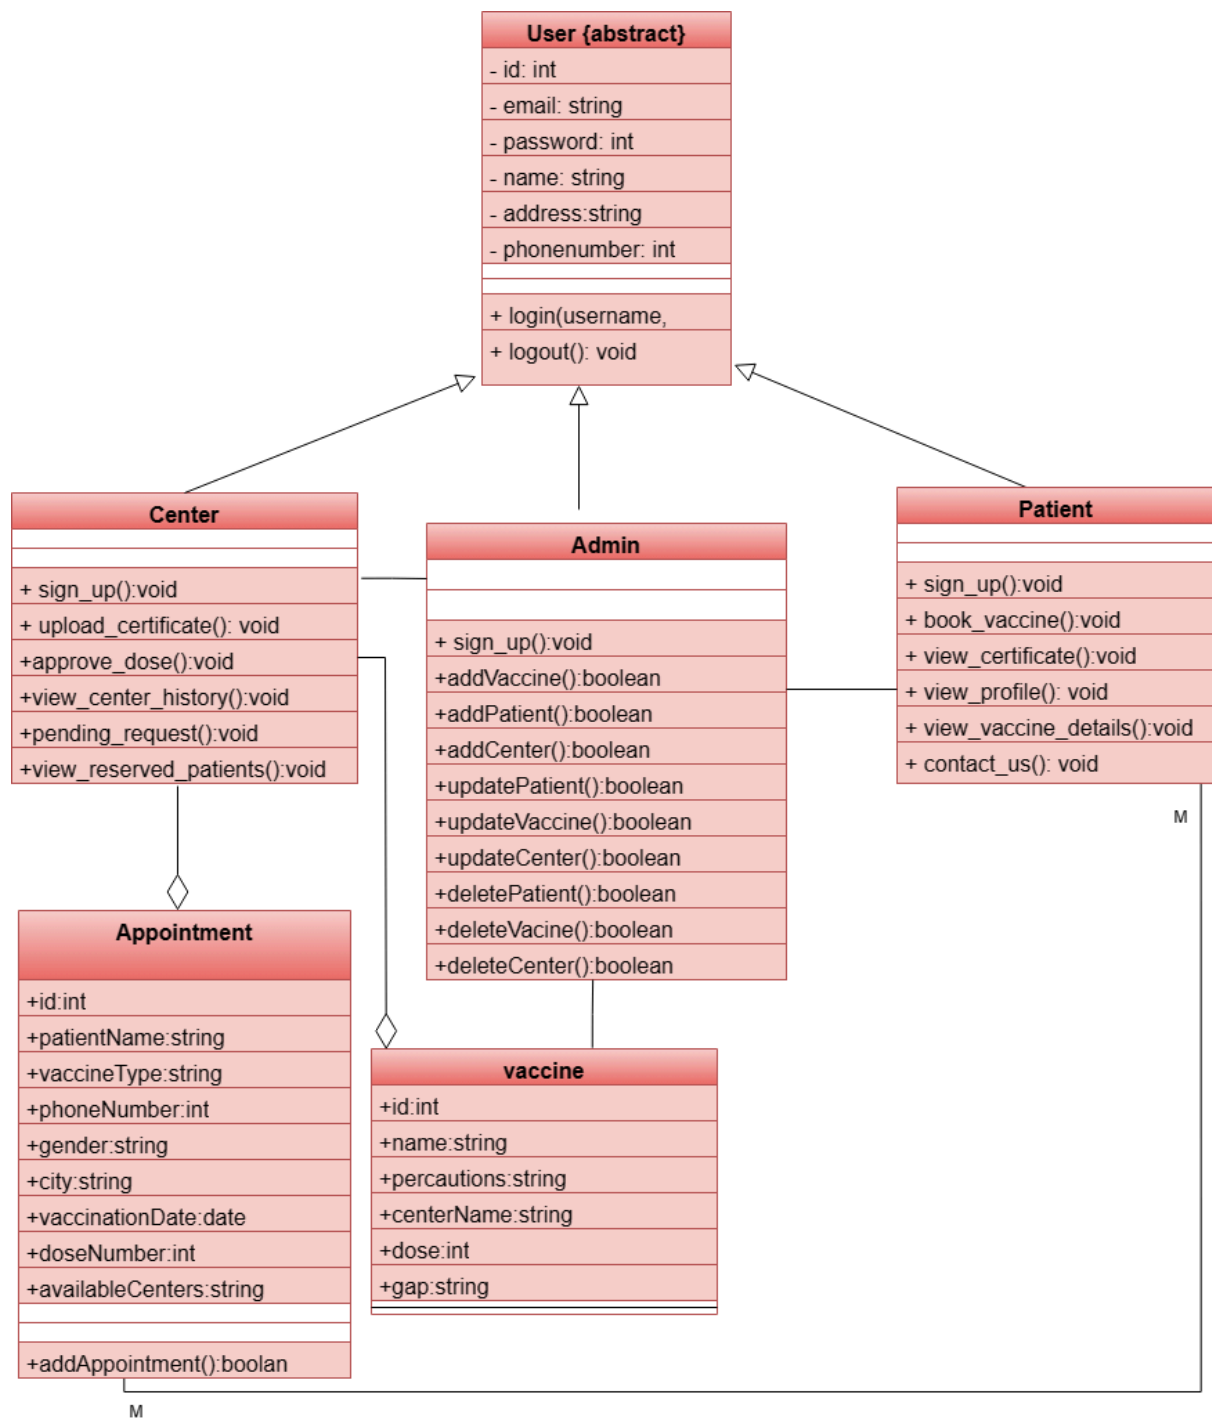 User {abstract}
- id: int
- email: string
- password: int
- name: string
- address:string
- phonenumber: int
+ login(username,
+ logout(): void
Center
+ sign_up():void
+ upload_certificate(): void
+approve_dose():void
+view_center_history():void
+pending_request():void
+view_reserved_patients():void
Admin
+ sign_up():void
+addVaccine():boolean
+addPatient():boolean
+addCenter():boolean
+updatePatient():boolean
+updateVaccine():boolean
+updateCenter():boolean
+deletePatient():boolean
+deleteVacine():boolean
+deleteCenter():boolean
Patient
+ sign_up():void
+ book_vaccine():void
+ view_certificate():void
+ view_profile(): void
+ view_vaccine_details():void
+ contact_us(): void
M
Appointment
+id:int
+patientName:string
+vaccineType:string
+phoneNumber:int
+gender:string
+city:string
+vaccinationDate:date
+doseNumber:int
+availableCenters:string
+addAppointment():boolan
M
vaccine
+id:int
+name:string
+percautions:string
+centerName:string
+dose:int
+gap:string